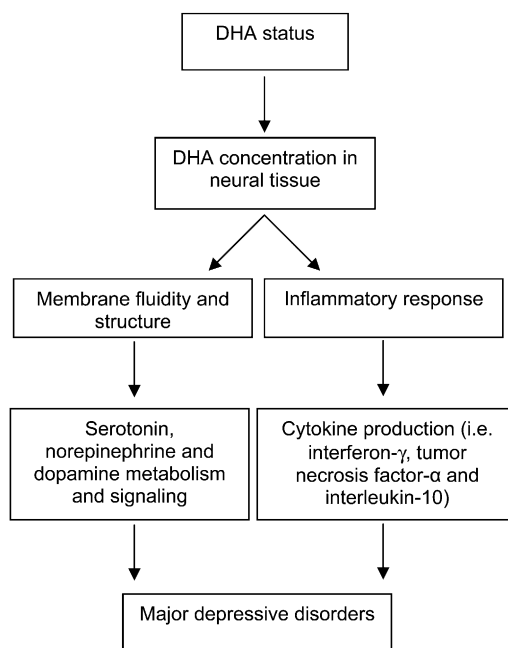 DHA status
DHA concentration in
neural tissue
Membrane fluidity and
structure
Inflammatory response
Serotonin,
norepinephrine and
dopamine metabolism
and signaling
Cytokine production (i.e.
interferon-γ, tumor
necrosis factor-α and
interleukin-10)
Major depressive disorders